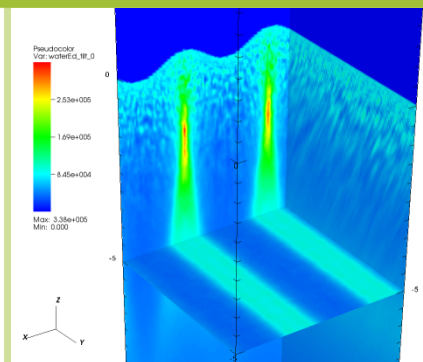 Pseudocolor
Var: waterEd_filt_0
2.53e+005
1.69e+005
8.45e+004
Max: 3.38e+005
Min: 0.000
0
0
-5
-5
Z
X
Y